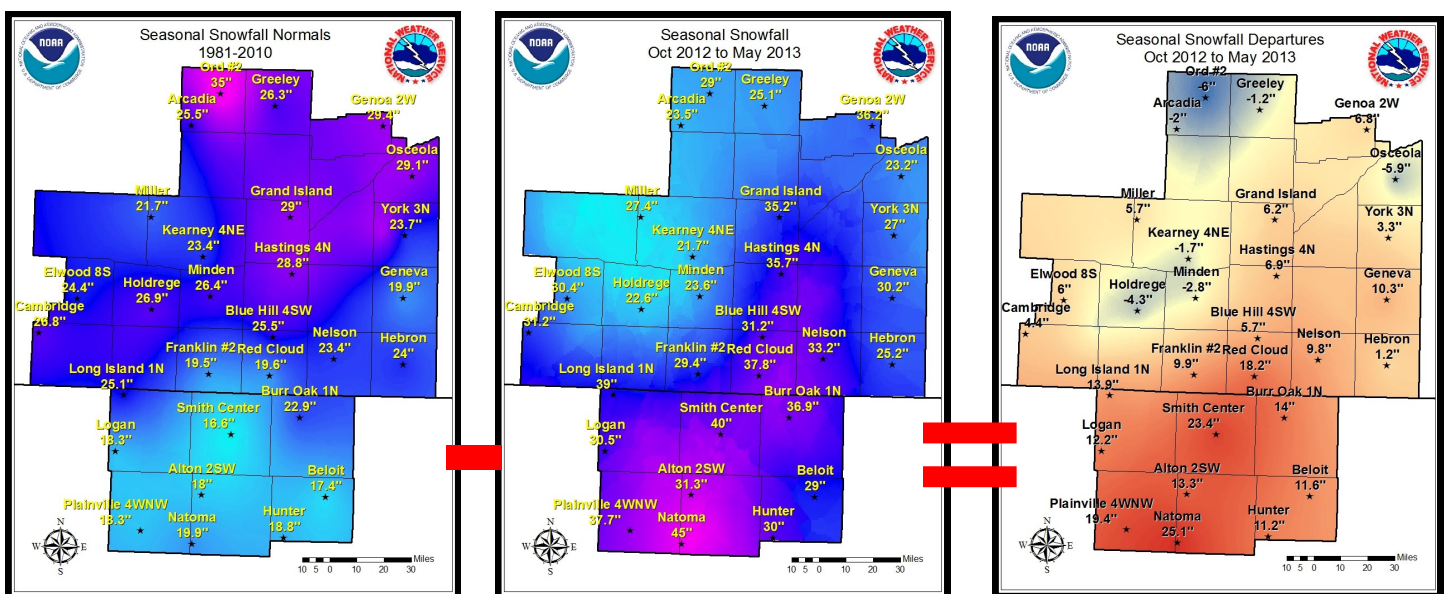 Seasonal Snowfall Normals
1981-2010
NOAA
NATIONAL WEATHER SERVICE
Ord #2
35"
Greeley
26.3"
Arcadia
25.5"
Genoa 2W
29.4"
Osceola
29.1"
Miller
21.7"
Grand Island
29"
York 3N
23.7"
Kearney 4NE
23.4"
Hastings 4N
28.8"
Elwood 8S
24.4"
Holdrege
26.9"
Minden
26.4"
Geneva
19.9"
Cambridge
26.8"
Blue Hill 4SW
25.5"
Nelson
23.4"
Hebron
24"
Franklin #2
19.5"
Red Cloud
19.6"
Long Island 1N
25.1"
Burr Oak 1N
22.9"
Smith Center
16.6"
Logan
18.3"
Alton 2SW
18"
Beloit
17.4"
Plainville 4WNW
18.3"
Natoma
19.9"
Hunter
18.8"
N
W E
S
Miles
10 5 0 10 20 30
Seasonal Snowfall
Oct 2012 to May 2013
NOAA
NATIONAL WEATHER SERVICE
Ord #2
29"
Greeley
25.1"
Arcadia
23.5"
Genoa 2W
36.2"
Osceola
23.2"
Miller
27.4"
Grand Island
35.2"
York 3N
27"
Kearney 4NE
21.7"
Hastings 4N
35.7"
Elwood 8S
30.4"
Holdrege
22.6"
Minden
23.6"
Geneva
30.2"
Cambridge
31.2"
Blue Hill 4SW
31.2"
Nelson
33.2"
Hebron
25.2"
Franklin #2
29.4"
Red Cloud
37.8"
Long Island 1N
39"
Burr Oak 1N
36.9"
Smith Center
40"
Logan
30.5"
Alton 2SW
31.3"
Beloit
29"
Plainville 4WNW
37.7"
Natoma
45"
Hunter
30"
N
W E
S
Miles
10 5 0 10 20 30
Seasonal Snowfall Departures
Oct 2012 to May 2013
NOAA
NATIONAL WEATHER SERVICE
Ord #2
-6"
Greeley
-1.2"
Arcadia
-2"
Genoa 2W
6.8"
Osceola
-5.9"
Miller
5.7"
Grand Island
6.2"
York 3N
3.3"
Kearney 4NE
-1.7"
Hastings 4N
6.9"
Elwood 8S
6"
Holdrege
-4.3"
Minden
-2.8"
Geneva
10.3"
Cambridge
4.4"
Blue Hill 4SW
5.7"
Nelson
9.8"
Hebron
1.2"
Franklin #2
9.9"
Red Cloud
18.2"
Long Island 1N
13.9"
Burr Oak 1N
14"
Smith Center
23.4"
Logan
12.2"
Alton 2SW
13.3"
Beloit
11.6"
Plainville 4WNW
19.4"
Natoma
25.1"
Hunter
11.2"
N
W E
S
Miles
10 5 0 10 20 30